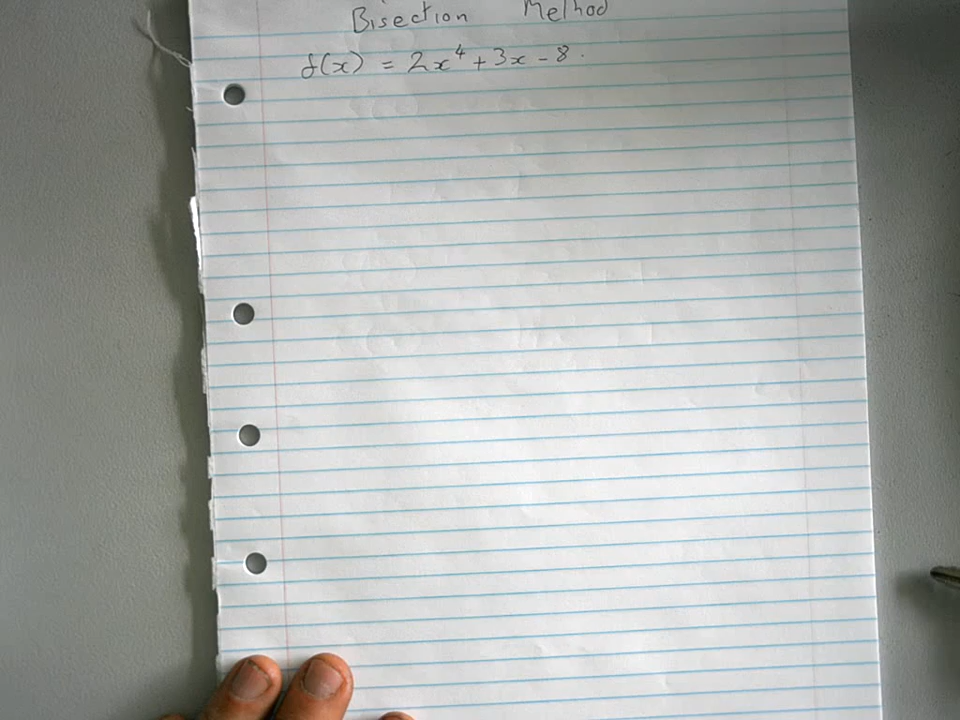 Bisection Method
f(x) = 2x⁴ + 3x - 8.